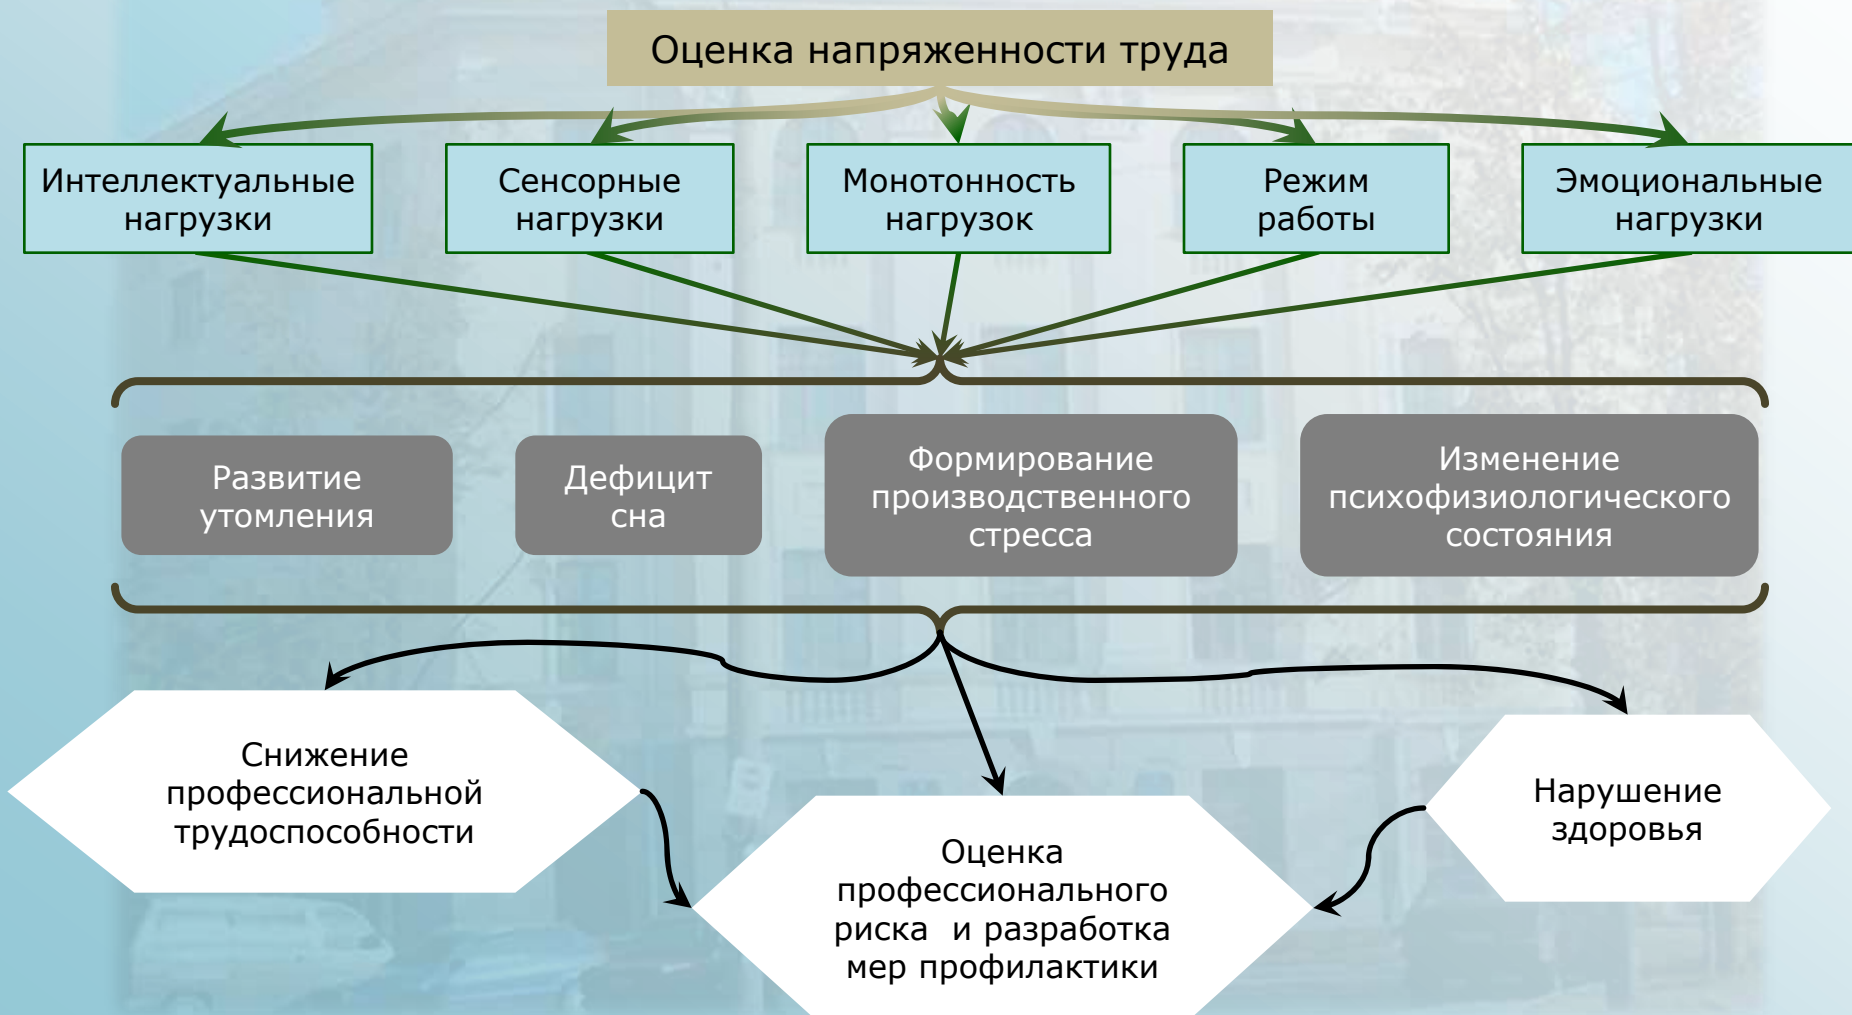 Оценка напряженности труда
Интеллектуальные
нагрузки
Сенсорные
нагрузки
Монотонность
нагрузок
Режим
работы
Эмоциональные
нагрузки
Развитие
утомления
Дефицит
сна
Формирование
производственного
стресса
Изменение
психофизиологического
состояния
Снижение
профессиональной
трудоспособности
Оценка
профессионального
риска  и разработка
мер профилактики
Нарушение
здоровья